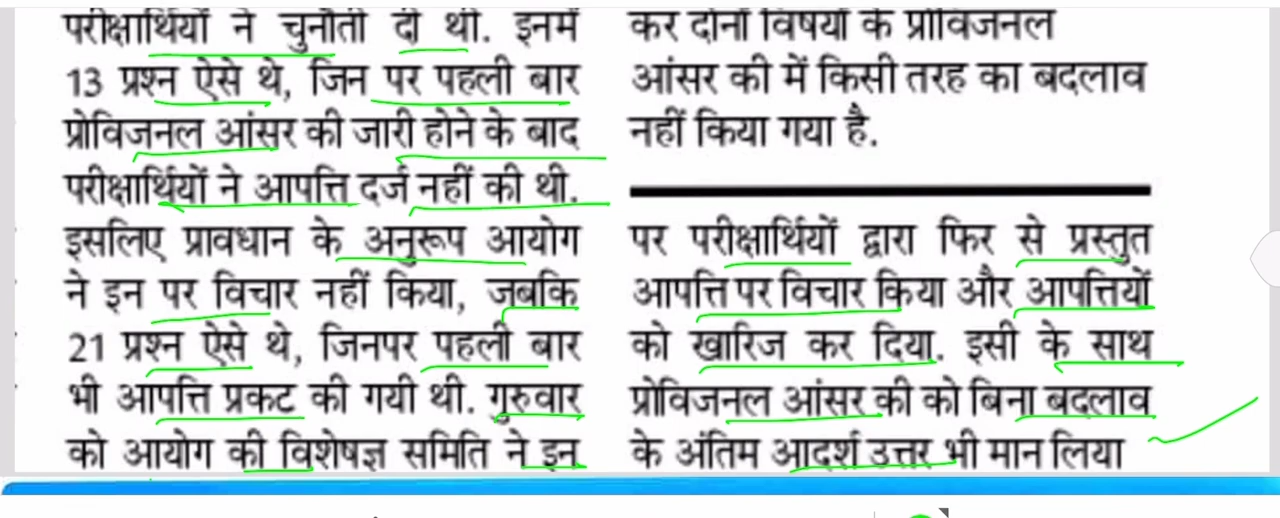 परीक्षार्थियों ने चुनौती दी थी. इनमें
13 प्रश्न ऐसे थे, जिन पर पहली बार
प्रोविजनल आंसर की जारी होने के बाद
परीक्षार्थियों ने आपत्ति दर्ज नहीं की थी.
इसलिए प्रावधान के अनुरूप आयोग
ने इन पर विचार नहीं किया, जबकि
21 प्रश्न ऐसे थे, जिनपर पहली बार
भी आपत्ति प्रकट की गयी थी. गुरुवार
को आयोग की विशेषज्ञ समिति ने इन
कर दोनों विषयों के प्रोविजनल
आंसर की में किसी तरह का बदलाव
नहीं किया गया है.
पर परीक्षार्थियों द्वारा फिर से प्रस्तुत
आपत्ति पर विचार किया और आपत्तियों
को खारिज कर दिया. इसी के साथ
प्रोविजनल आंसर की को बिना बदलाव
के अंतिम आदर्श उत्तर भी मान लिया